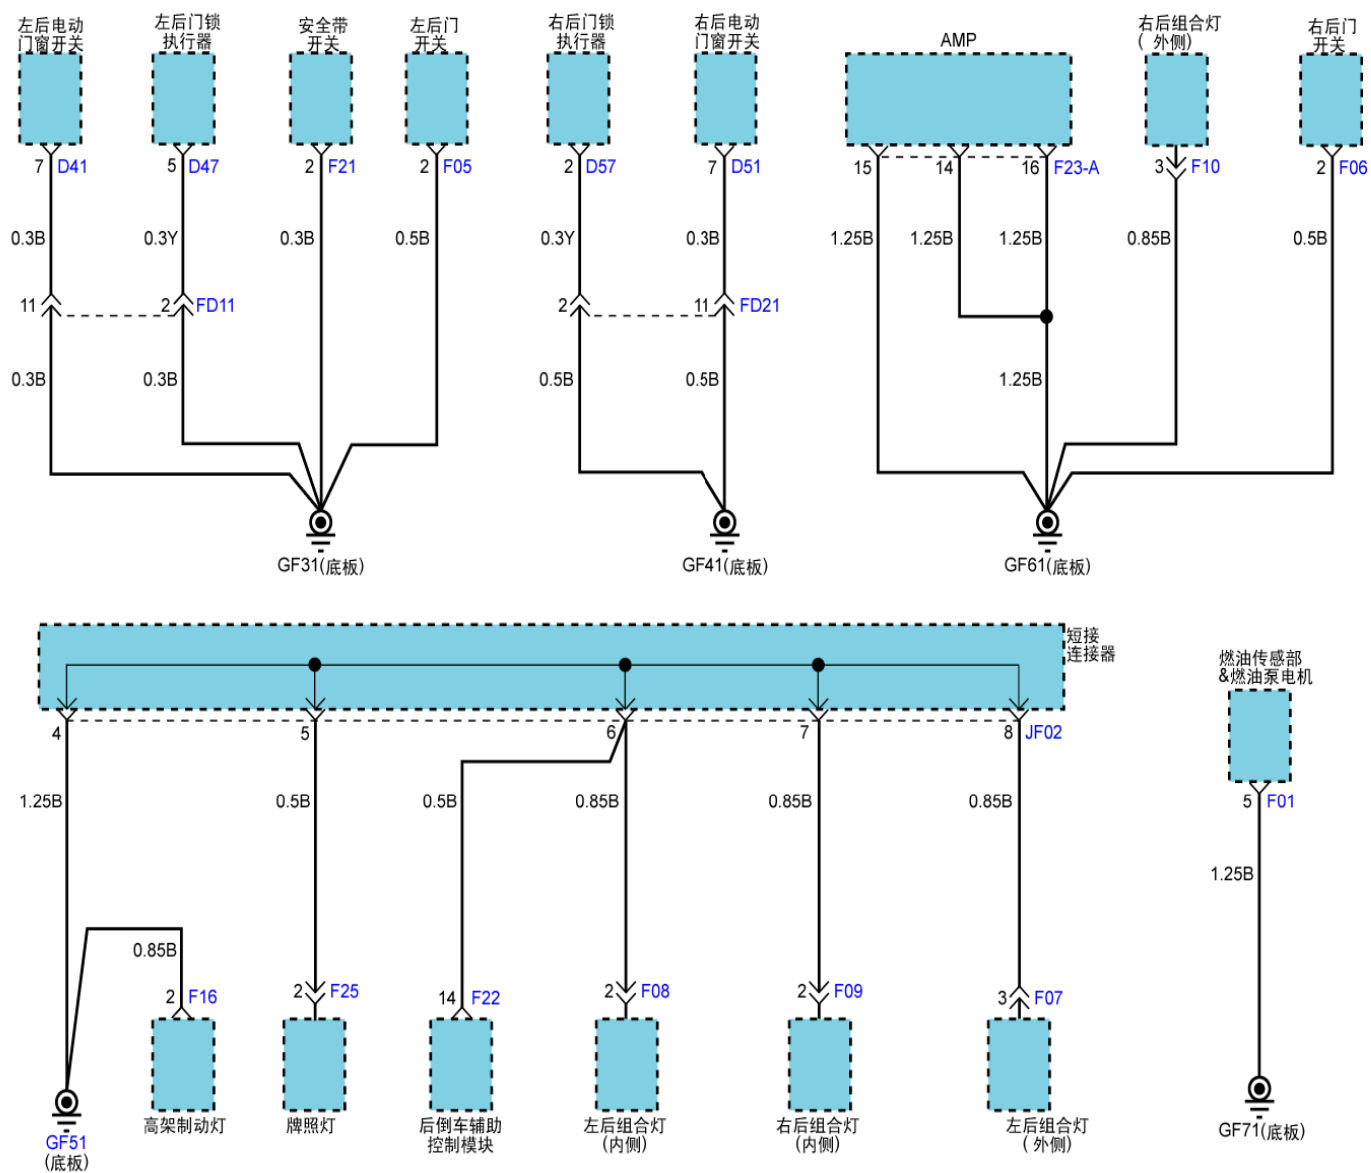 左后电动
门窗开关
左后门锁
执行器
安全带
开关
左后门
开关
右后门锁
执行器
右后电动
门窗开关
AMP
右后组合灯
( 外侧)
右后门
开关
7 D41
5 D47
2 F21
2 F05
2 D57
7 D51
15
14
16 F23-A
3 F10
2 F06
0.3B
0.3Y
0.3B
0.5B
0.3Y
0.3B
1.25B
1.25B
1.25B
0.85B
0.5B
11
2 FD11
2
11 FD21
0.3B
0.3B
0.5B
0.5B
1.25B
GF31(底板)
GF41(底板)
GF61(底板)
短接
连接器
燃油传感部
&燃油泵电机
4
5
6
7
8 JF02
5 F01
1.25B
0.5B
0.5B
0.85B
0.85B
0.85B
1.25B
0.85B
2 F16
2 F25
14 F22
2 F08
2 F09
3 F07
GF51
(底板)
高架制动灯
牌照灯
后倒车辅助
控制模块
左后组合灯
(内侧)
右后组合灯
(内侧)
左后组合灯
( 外侧)
GF71(底板)